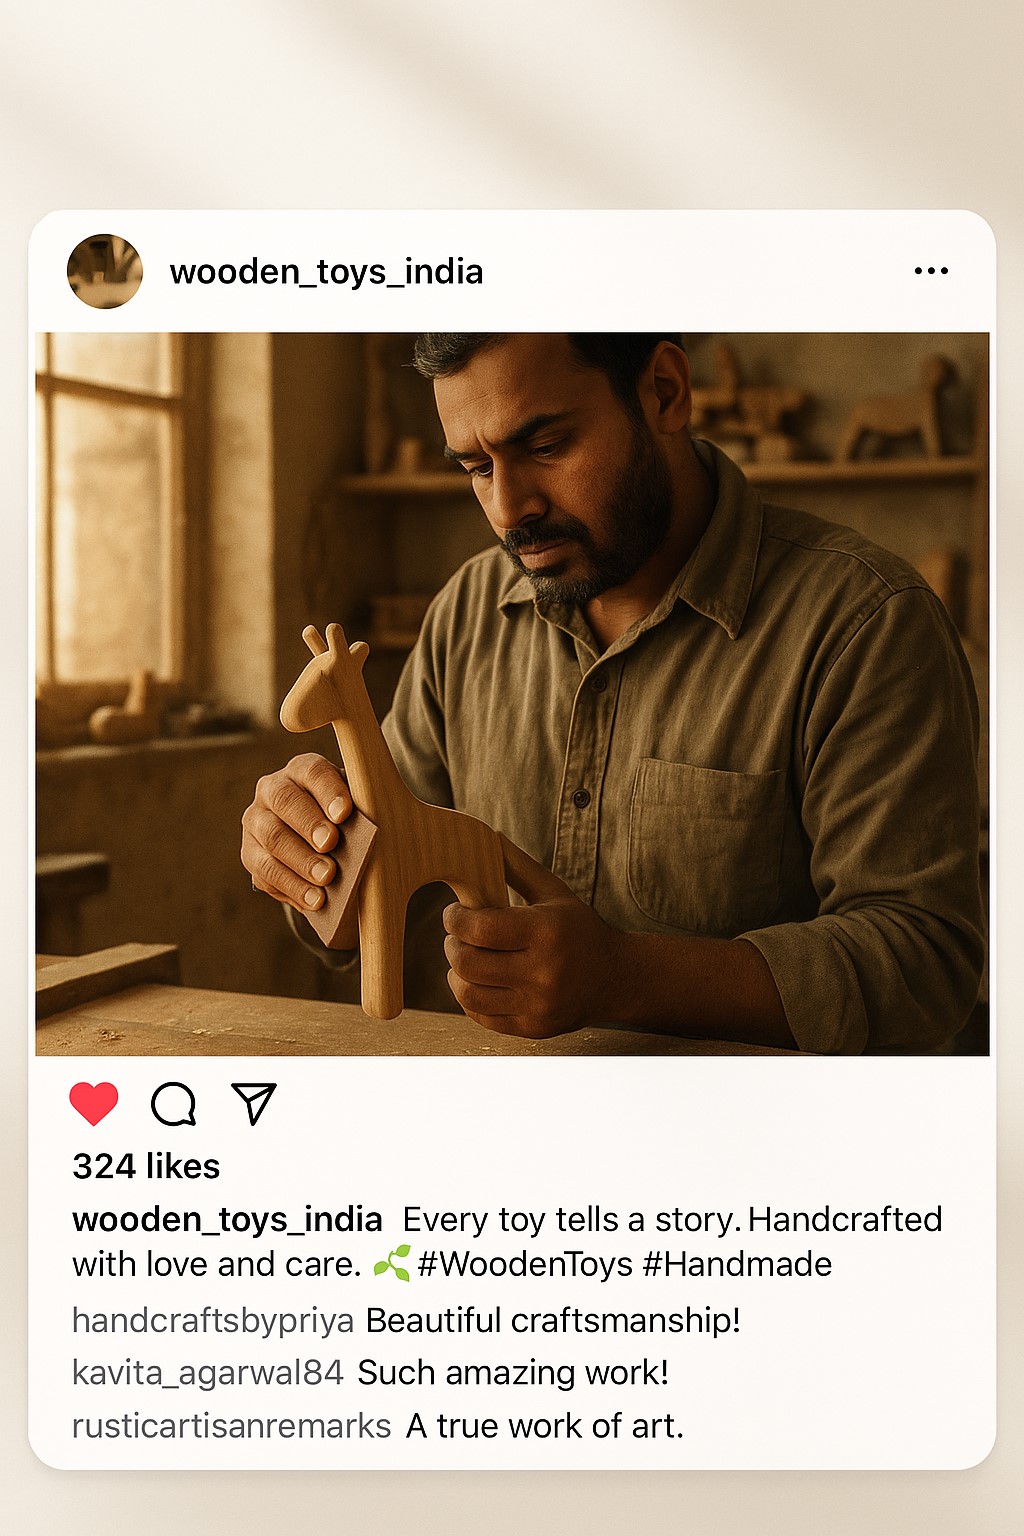 wooden_toys_india
324 likes
wooden_toys_india Every toy tells a story. Handcrafted
with love and care. 🌿 #WoodenToys #Handmade
handcraftsbypriya Beautiful craftsmanship!
kavita_agarwal84 Such amazing work!
rusticartisanremarks A true work of art.